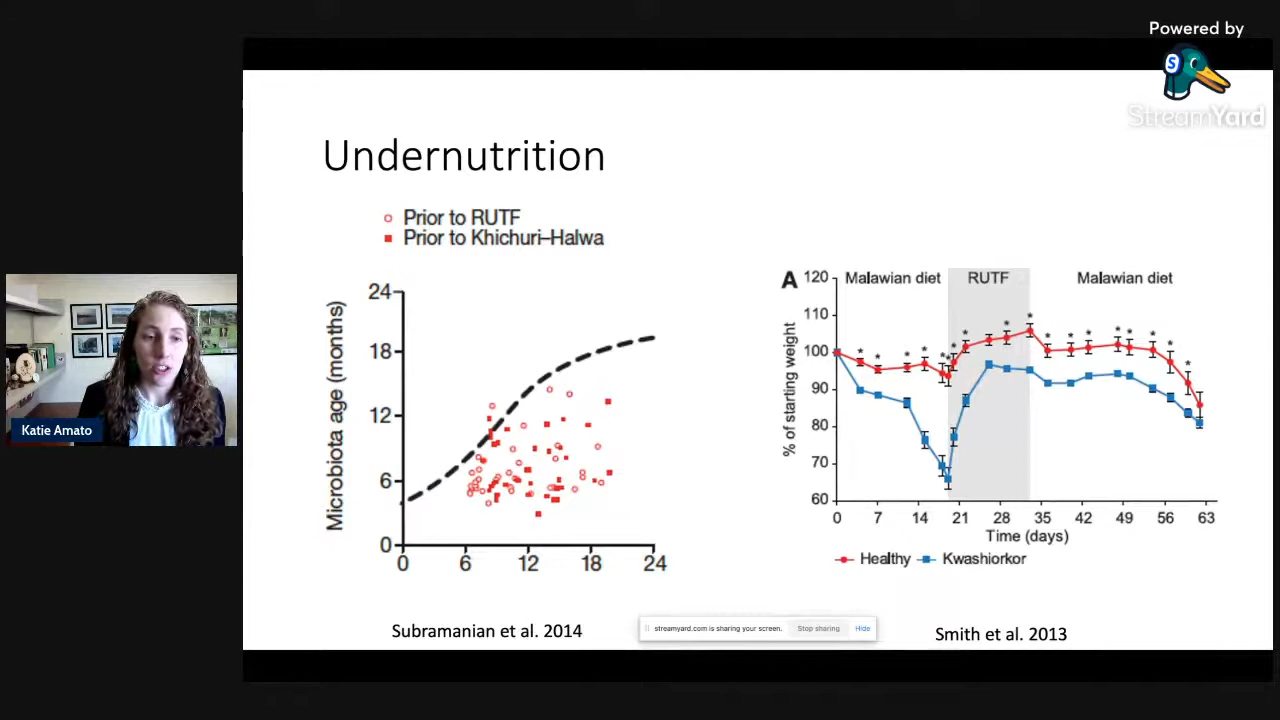 Powered by
StreamYard
Undernutrition
Prior to RUTF
Prior to Khichuri–Halwa
Microbiota age (months)
24
18
12
6
0
0 6 12 18 24
Subramanian et al. 2014
A
Malawian diet RUTF Malawian diet
% of starting weight
120
110
100
90
80
70
60
0 7 14 21 28 35 42 49 56 63
Time (days)
Healthy Kwashiorkor
Smith et al. 2013
streamyard.com is sharing your screen. Stop sharing Hide
Katie Amato